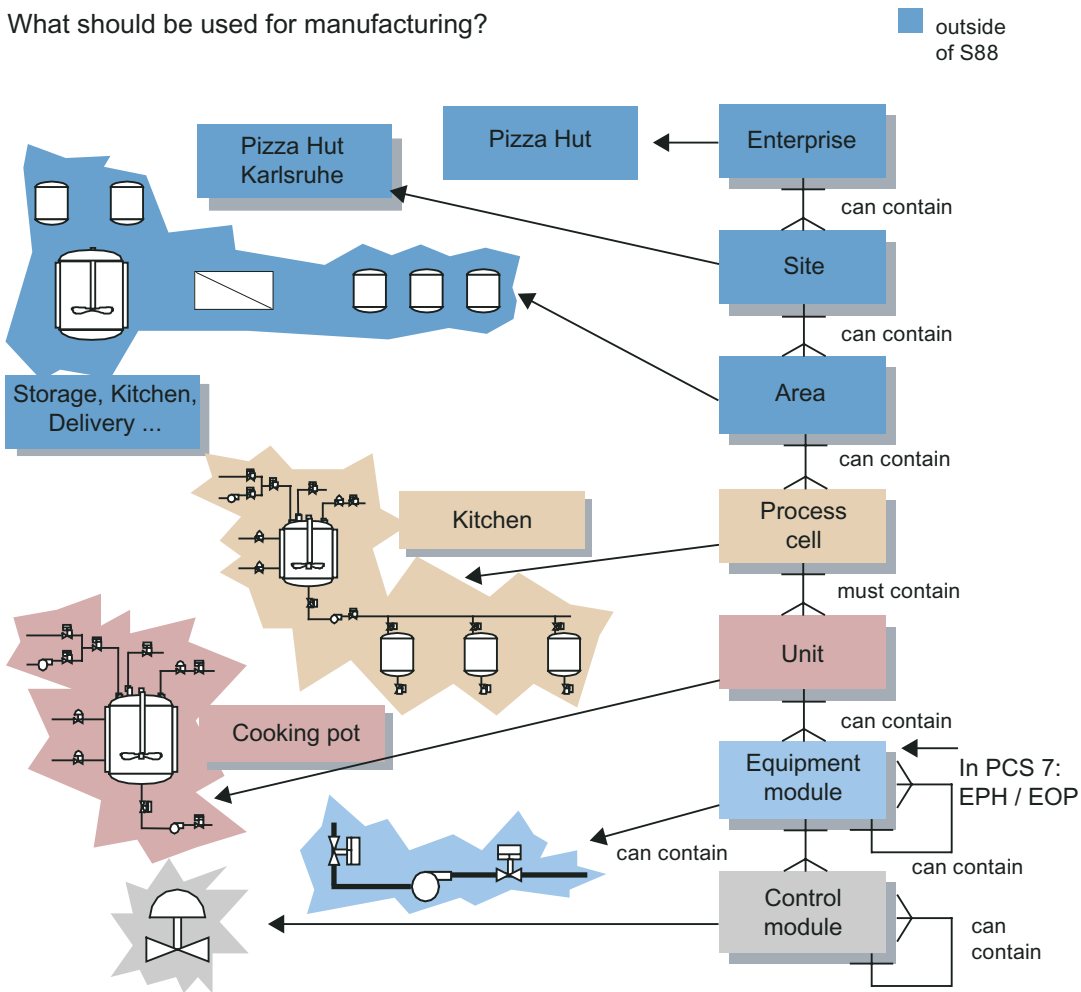 What should be used for manufacturing?
outside
of S88
Pizza Hut
Karlsruhe
Pizza Hut
Enterprise
can contain
Site
can contain
Storage, Kitchen,
Delivery ...
Area
can contain
Kitchen
Process
cell
must contain
Unit
Cooking pot
can contain
Equipment
module
In PCS 7:
EPH / EOP
can contain
can contain
Control
module
can
contain